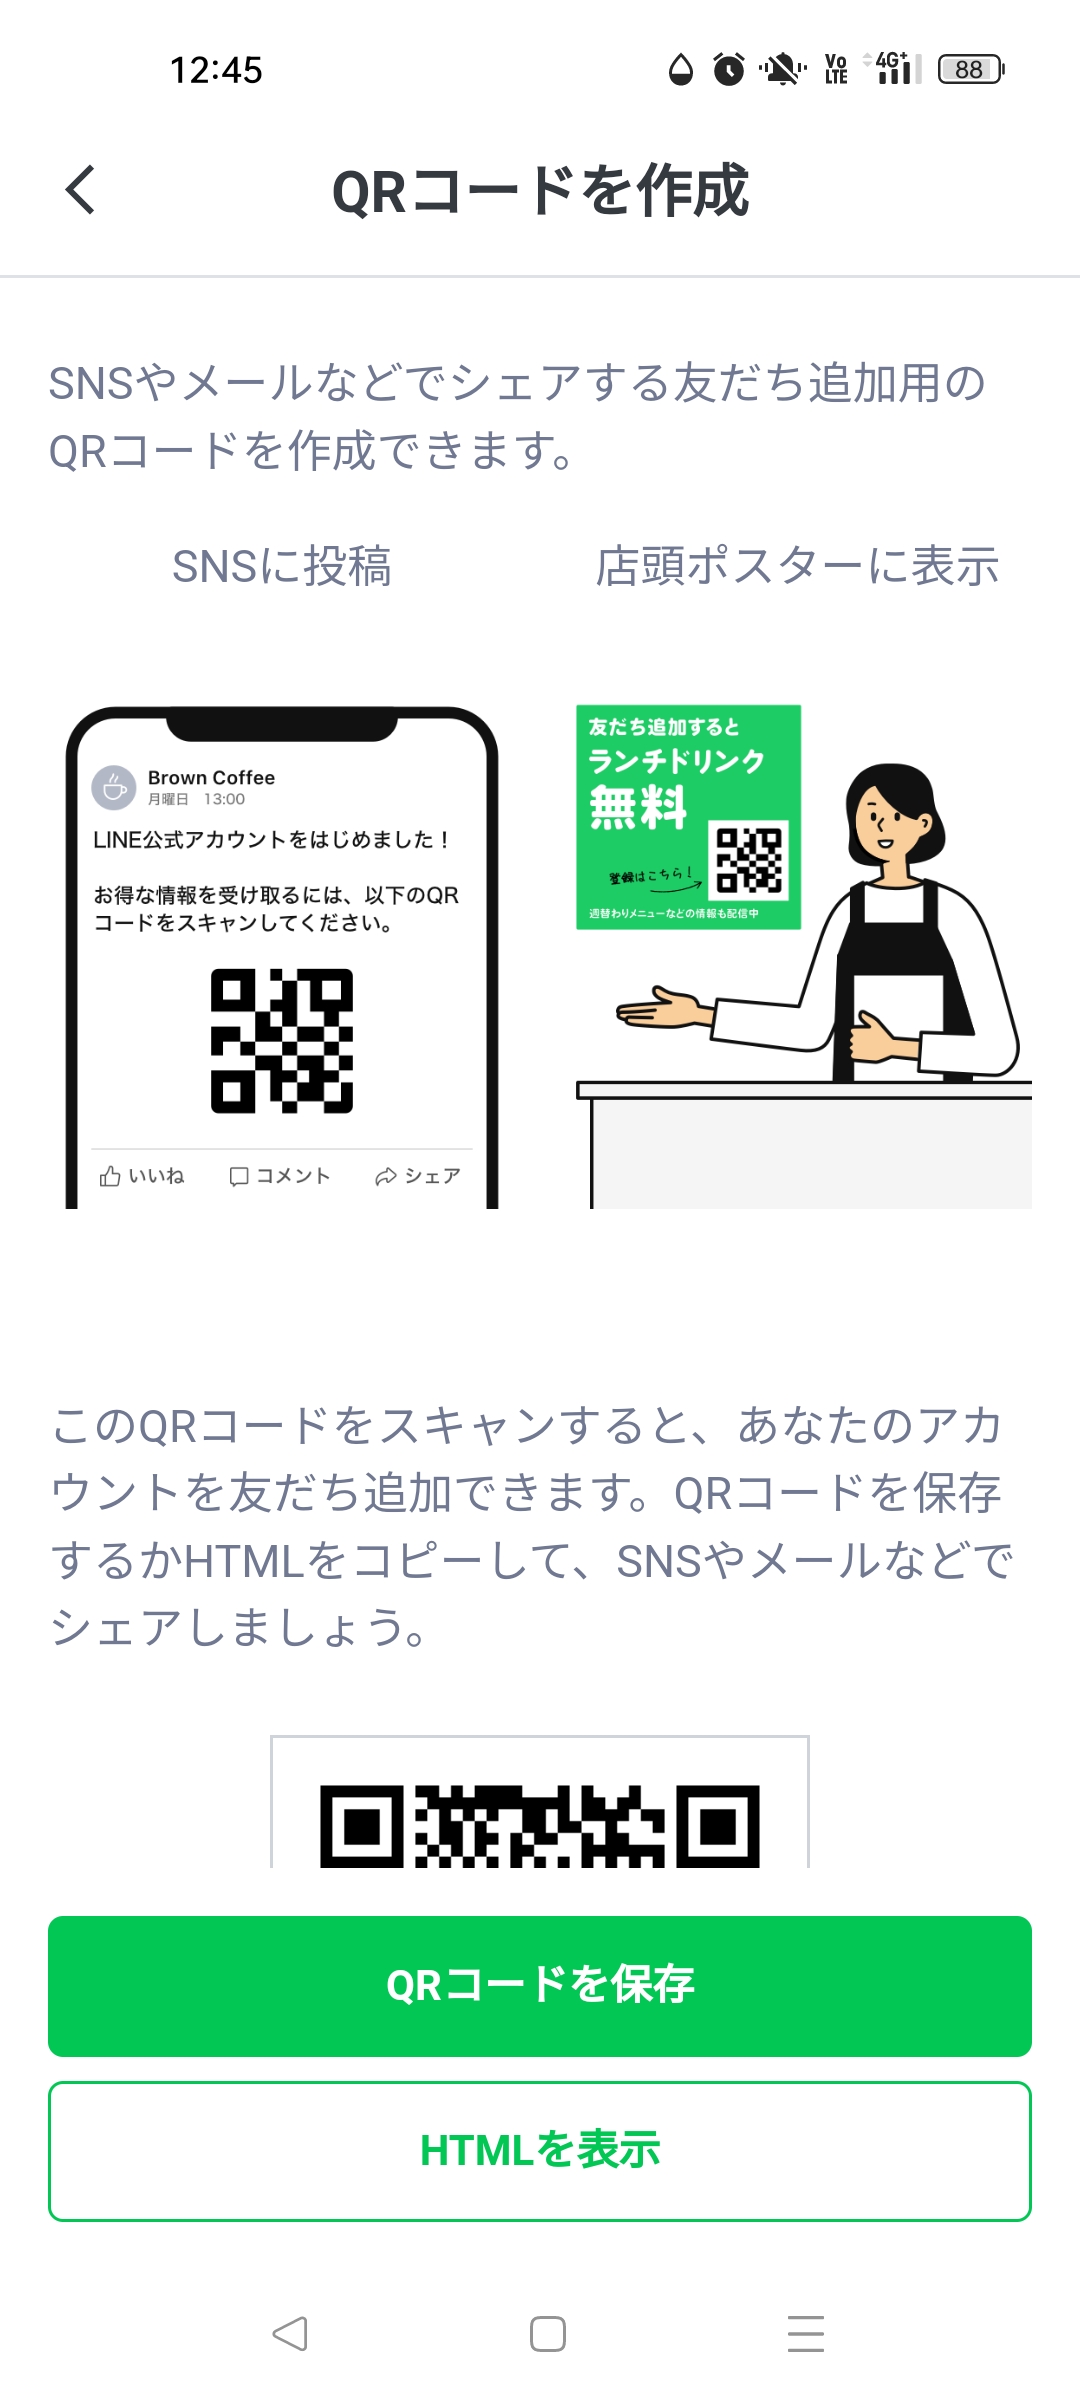 12:45
Vo LTE
4G+
88
QRコードを作成
SNSやメールなどでシェアする友だち追加用の
QRコードを作成できます。
SNSに投稿
店頭ポスターに表示
Brown Coffee
月曜日 13:00
LINE公式アカウントをはじめました！
お得な情報を受け取るには、以下のQR
コードをスキャンしてください。
いいね
コメント
シェア
友だち追加すると
ランチドリンク
無料
登録はこちら！
週替わりメニューなどの情報も配信中
このQRコードをスキャンすると、あなたのアカ
ウントを友だち追加できます。QRコードを保存
するかHTMLをコピーして、SNSやメールなどで
シェアしましょう。
QRコードを保存
HTMLを表示